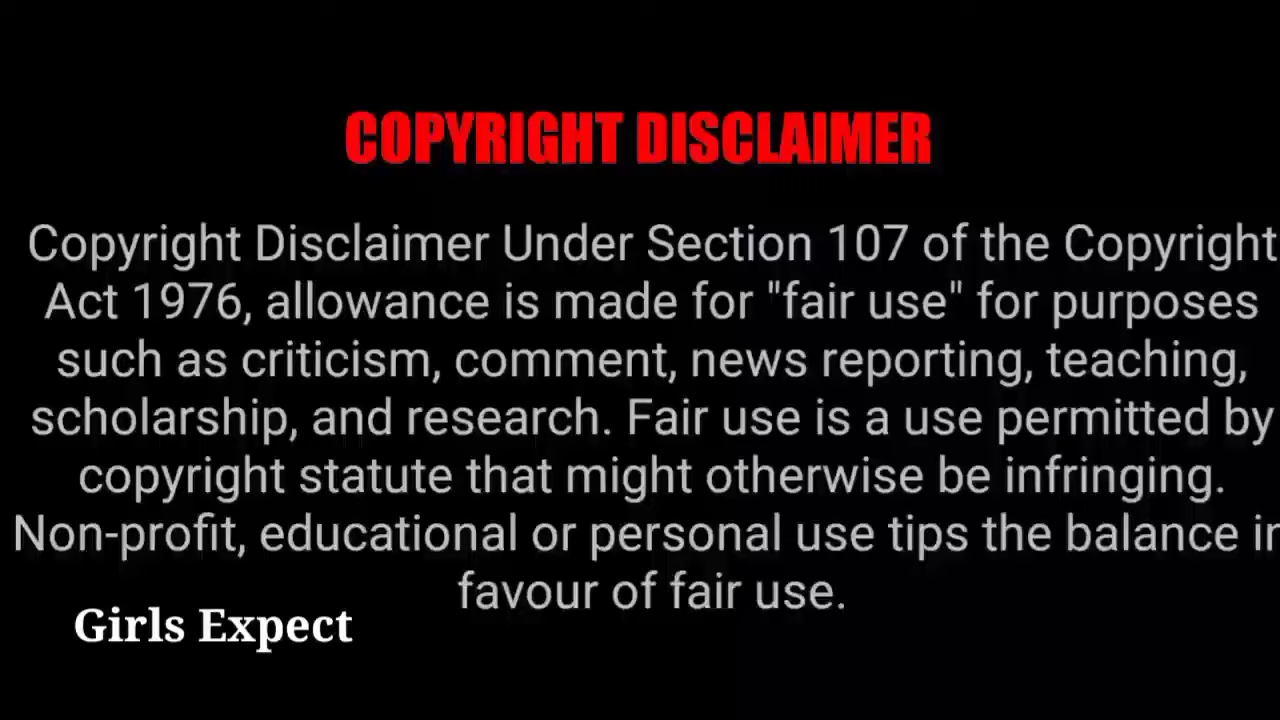 COPYRIGHT DISCLAIMER
Copyright Disclaimer Under Section 107 of the Copyright
Act 1976, allowance is made for "fair use" for purposes
such as criticism, comment, news reporting, teaching,
scholarship, and research. Fair use is a use permitted by
copyright statute that might otherwise be infringing.
Non-profit, educational or personal use tips the balance in
favour of fair use.
Girls Expect